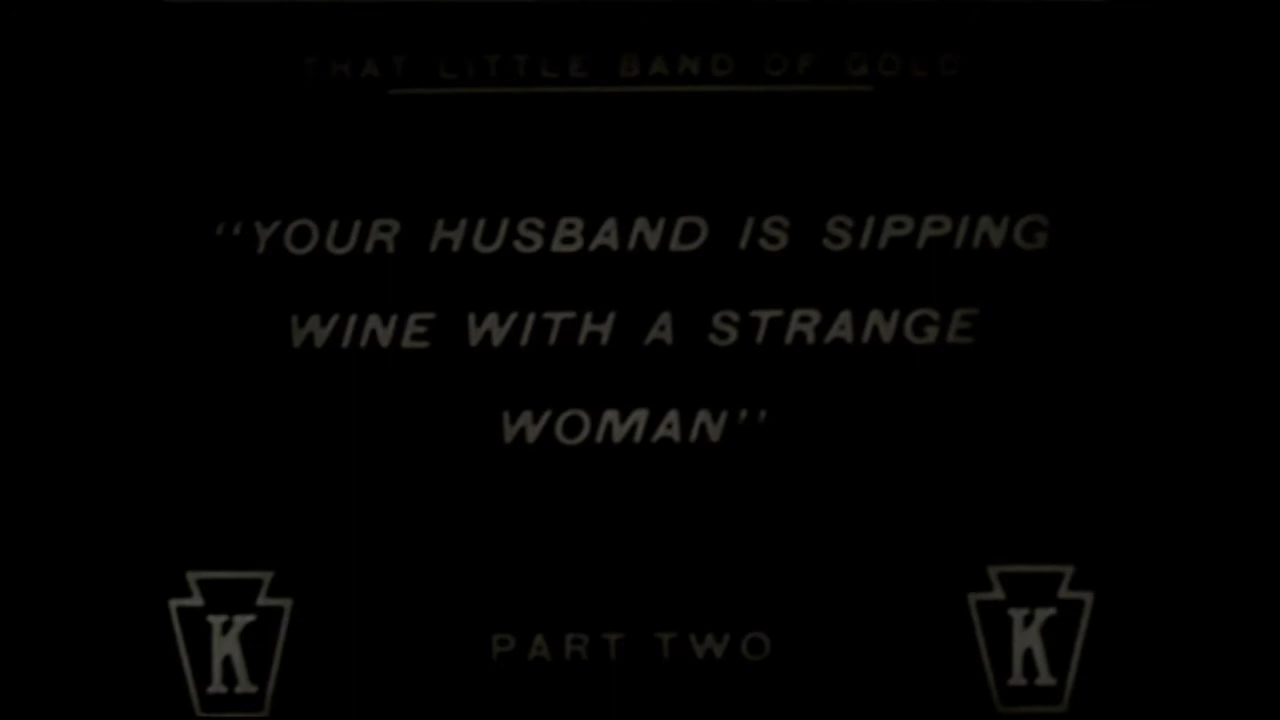 THAT LITTLE BAND OF GOLD
"YOUR HUSBAND IS SIPPING
WINE WITH A STRANGE
WOMAN"
K
PART TWO
K